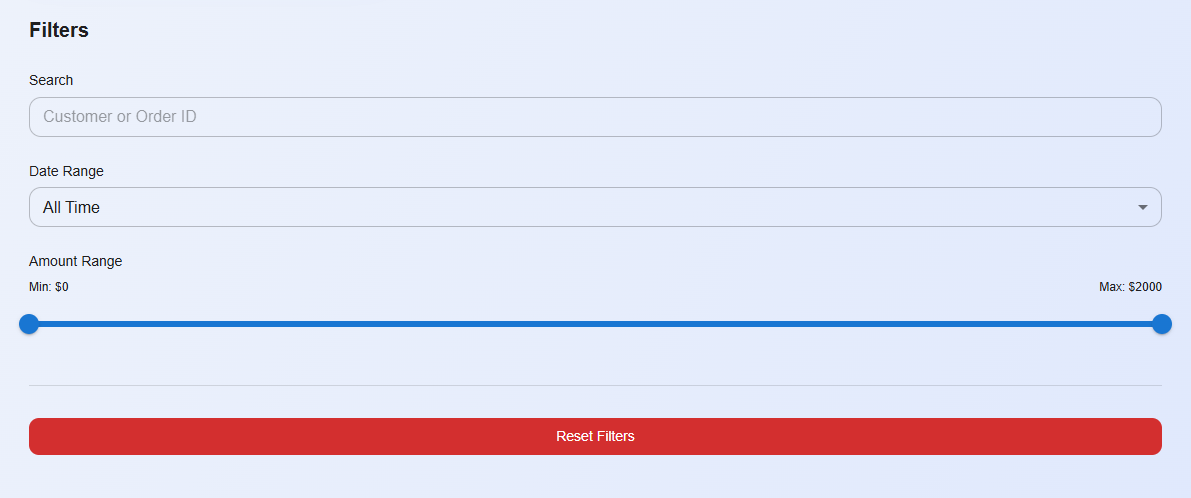 Filters
Search
Customer or Order ID
Date Range
All Time
Amount Range
Min: $0 Max: $2000
Reset Filters